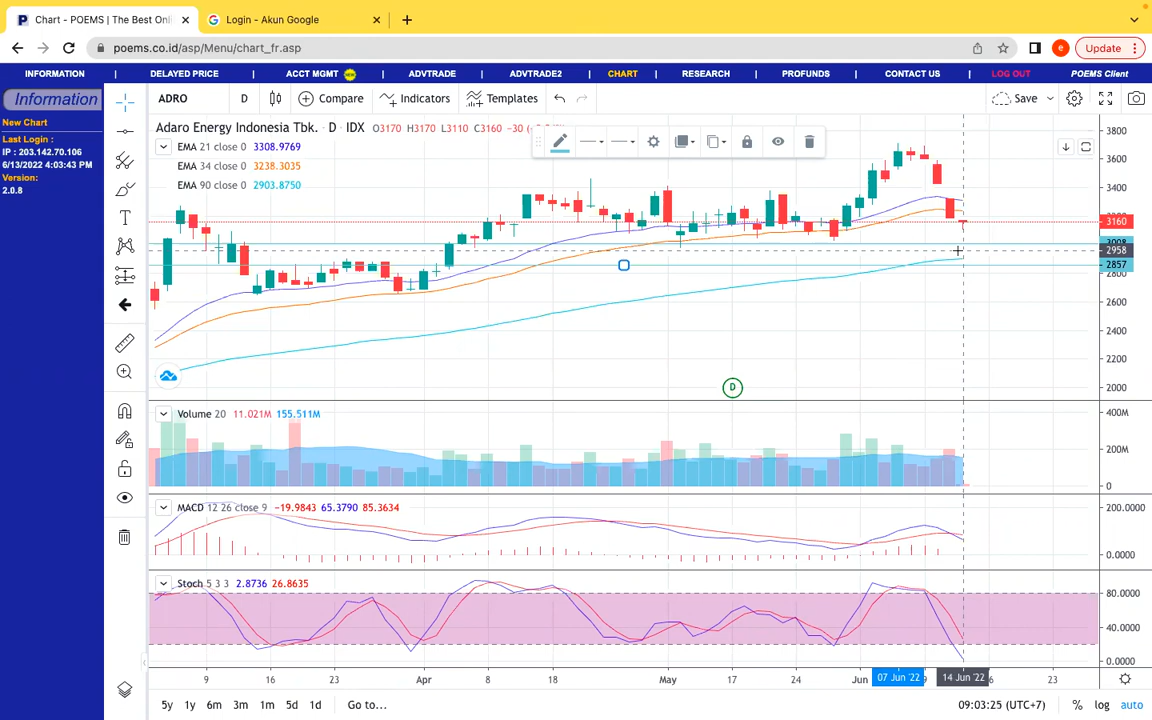 Chart - POEMS | The Best Onl
Login - Akun Google
poems.co.id/asp/Menu/chart_fr.asp
e
Update
INFORMATION | DELAYED PRICE | ACCT MGMT NEW | ADVTRADE | ADVTRADE2 | CHART | RESEARCH | PROFUNDS | CONTACT US | LOG OUT POEMS Client
Information
New Chart
Last Login :
IP : 203.142.70.106
6/13/2022 4:03:43 PM
Version:
2.0.8
ADRO D Compare Indicators Templates Save
Adaro Energy Indonesia Tbk. · D · IDX O3170 H3170 L3110 C3160 −30
EMA 21 close 0 3308.9769
EMA 34 close 0 3238.3035
EMA 90 close 0 2903.8750
3800
3600
3400
3160
2958
2857
2800
2600
2400
2200
2000
D
Volume 20 11.021M 155.511M
400M
200M
0
MACD 12 26 close 9 −19.9843 65.3790 85.3634
200.0000
0.0000
Stoch 5 3 3 2.8736 26.8635
80.0000
40.0000
0.0000
9 16 24 Apr 8 18 May 17 24 Jun 07 Jun '22 14 Jun '22 23
5y 1y 6m 3m 1m 5d 1d Go to... 09:03:25 (UTC+7) % log auto